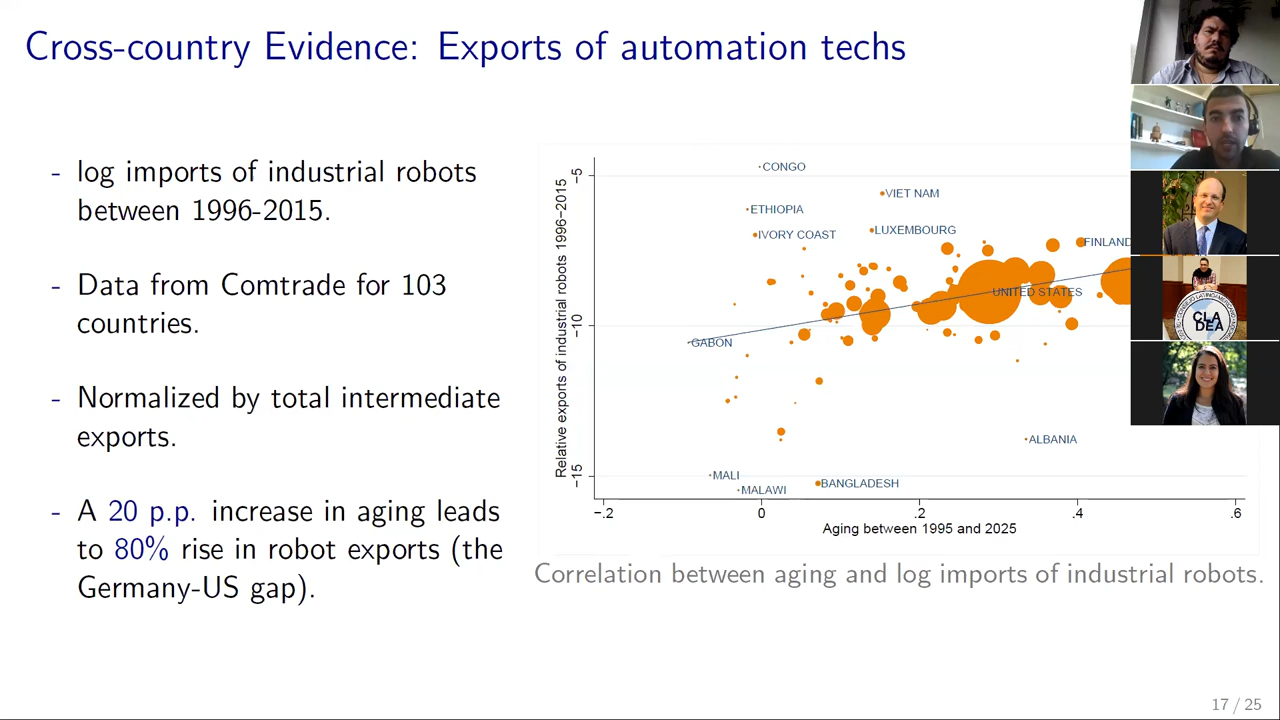 Cross-country Evidence: Exports of automation techs
- log imports of industrial robots
between 1996-2015.
- Data from Comtrade for 103
countries.
- Normalized by total intermediate
exports.
- A 20 p.p. increase in aging leads
to 80% rise in robot exports (the
Germany-US gap).
Relative exports of industrial robots 1996−2015
−5
−10
−15
CONGO
VIET NAM
ETHIOPIA
IVORY COAST
LUXEMBOURG
FINLAND
UNITED STATES
GABON
ALBANIA
MALI
MALAWI
BANGLADESH
−.2
0
.2
.4
.6
Aging between 1995 and 2025
Correlation between aging and log imports of industrial robots.
CLA
DEA
17 / 25